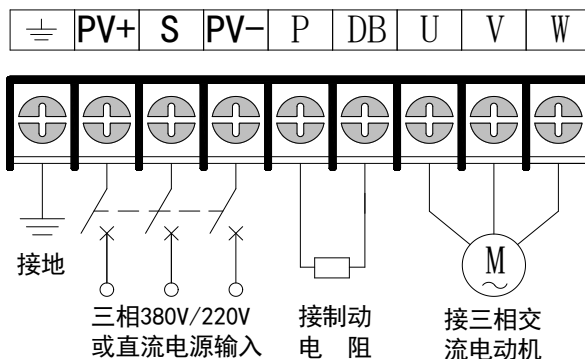 PV+ S PV- P DB U V W
接地
M
三相380V/220V
或直流电源输入
接制动
电 阻
接三相交
流电动机